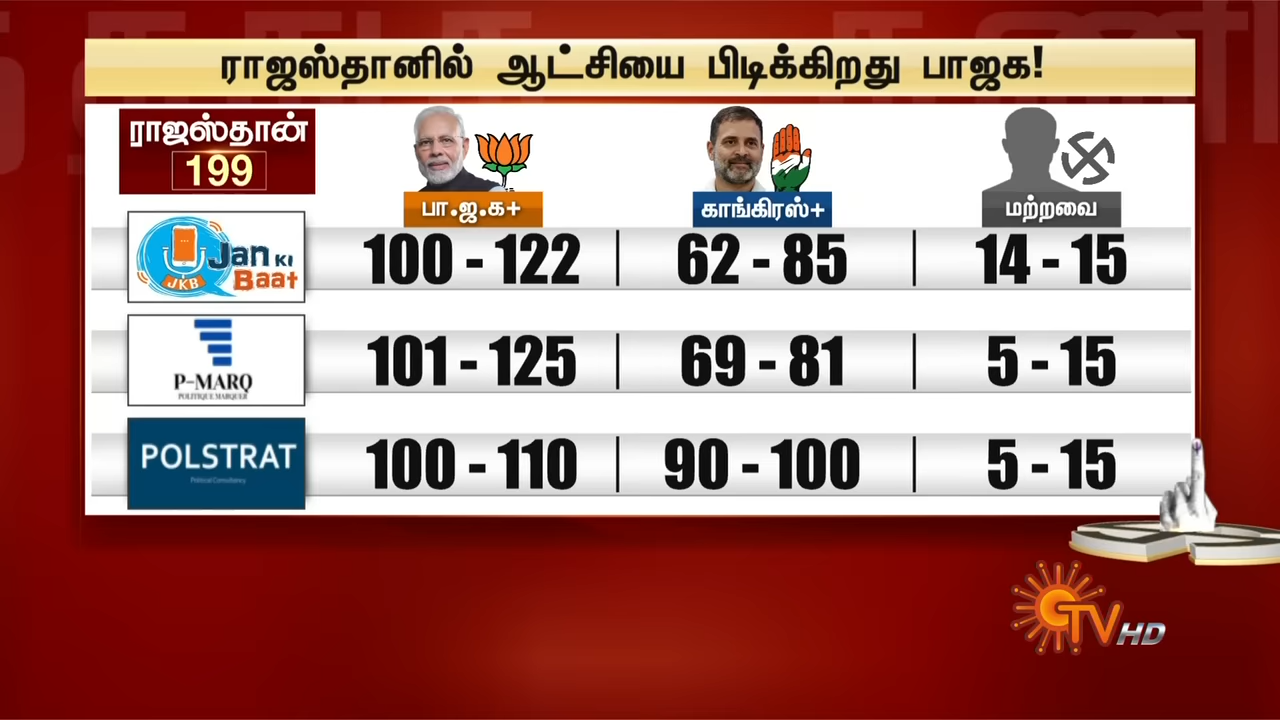 ராஜஸ்தானில் ஆட்சியை பிடிக்கிறது பாஜக!
ராஜஸ்தான்
199
பா.ஜ.க+
காங்கிரஸ்+
மற்றவை
Jan Ki Baat
JKB
100 - 122 62 - 85 14 - 15
P-MARQ
POLITIQUE MARQUER
101 - 125 69 - 81 5 - 15
POLSTRAT
Political Consultancy
100 - 110 90 - 100 5 - 15
TV HD